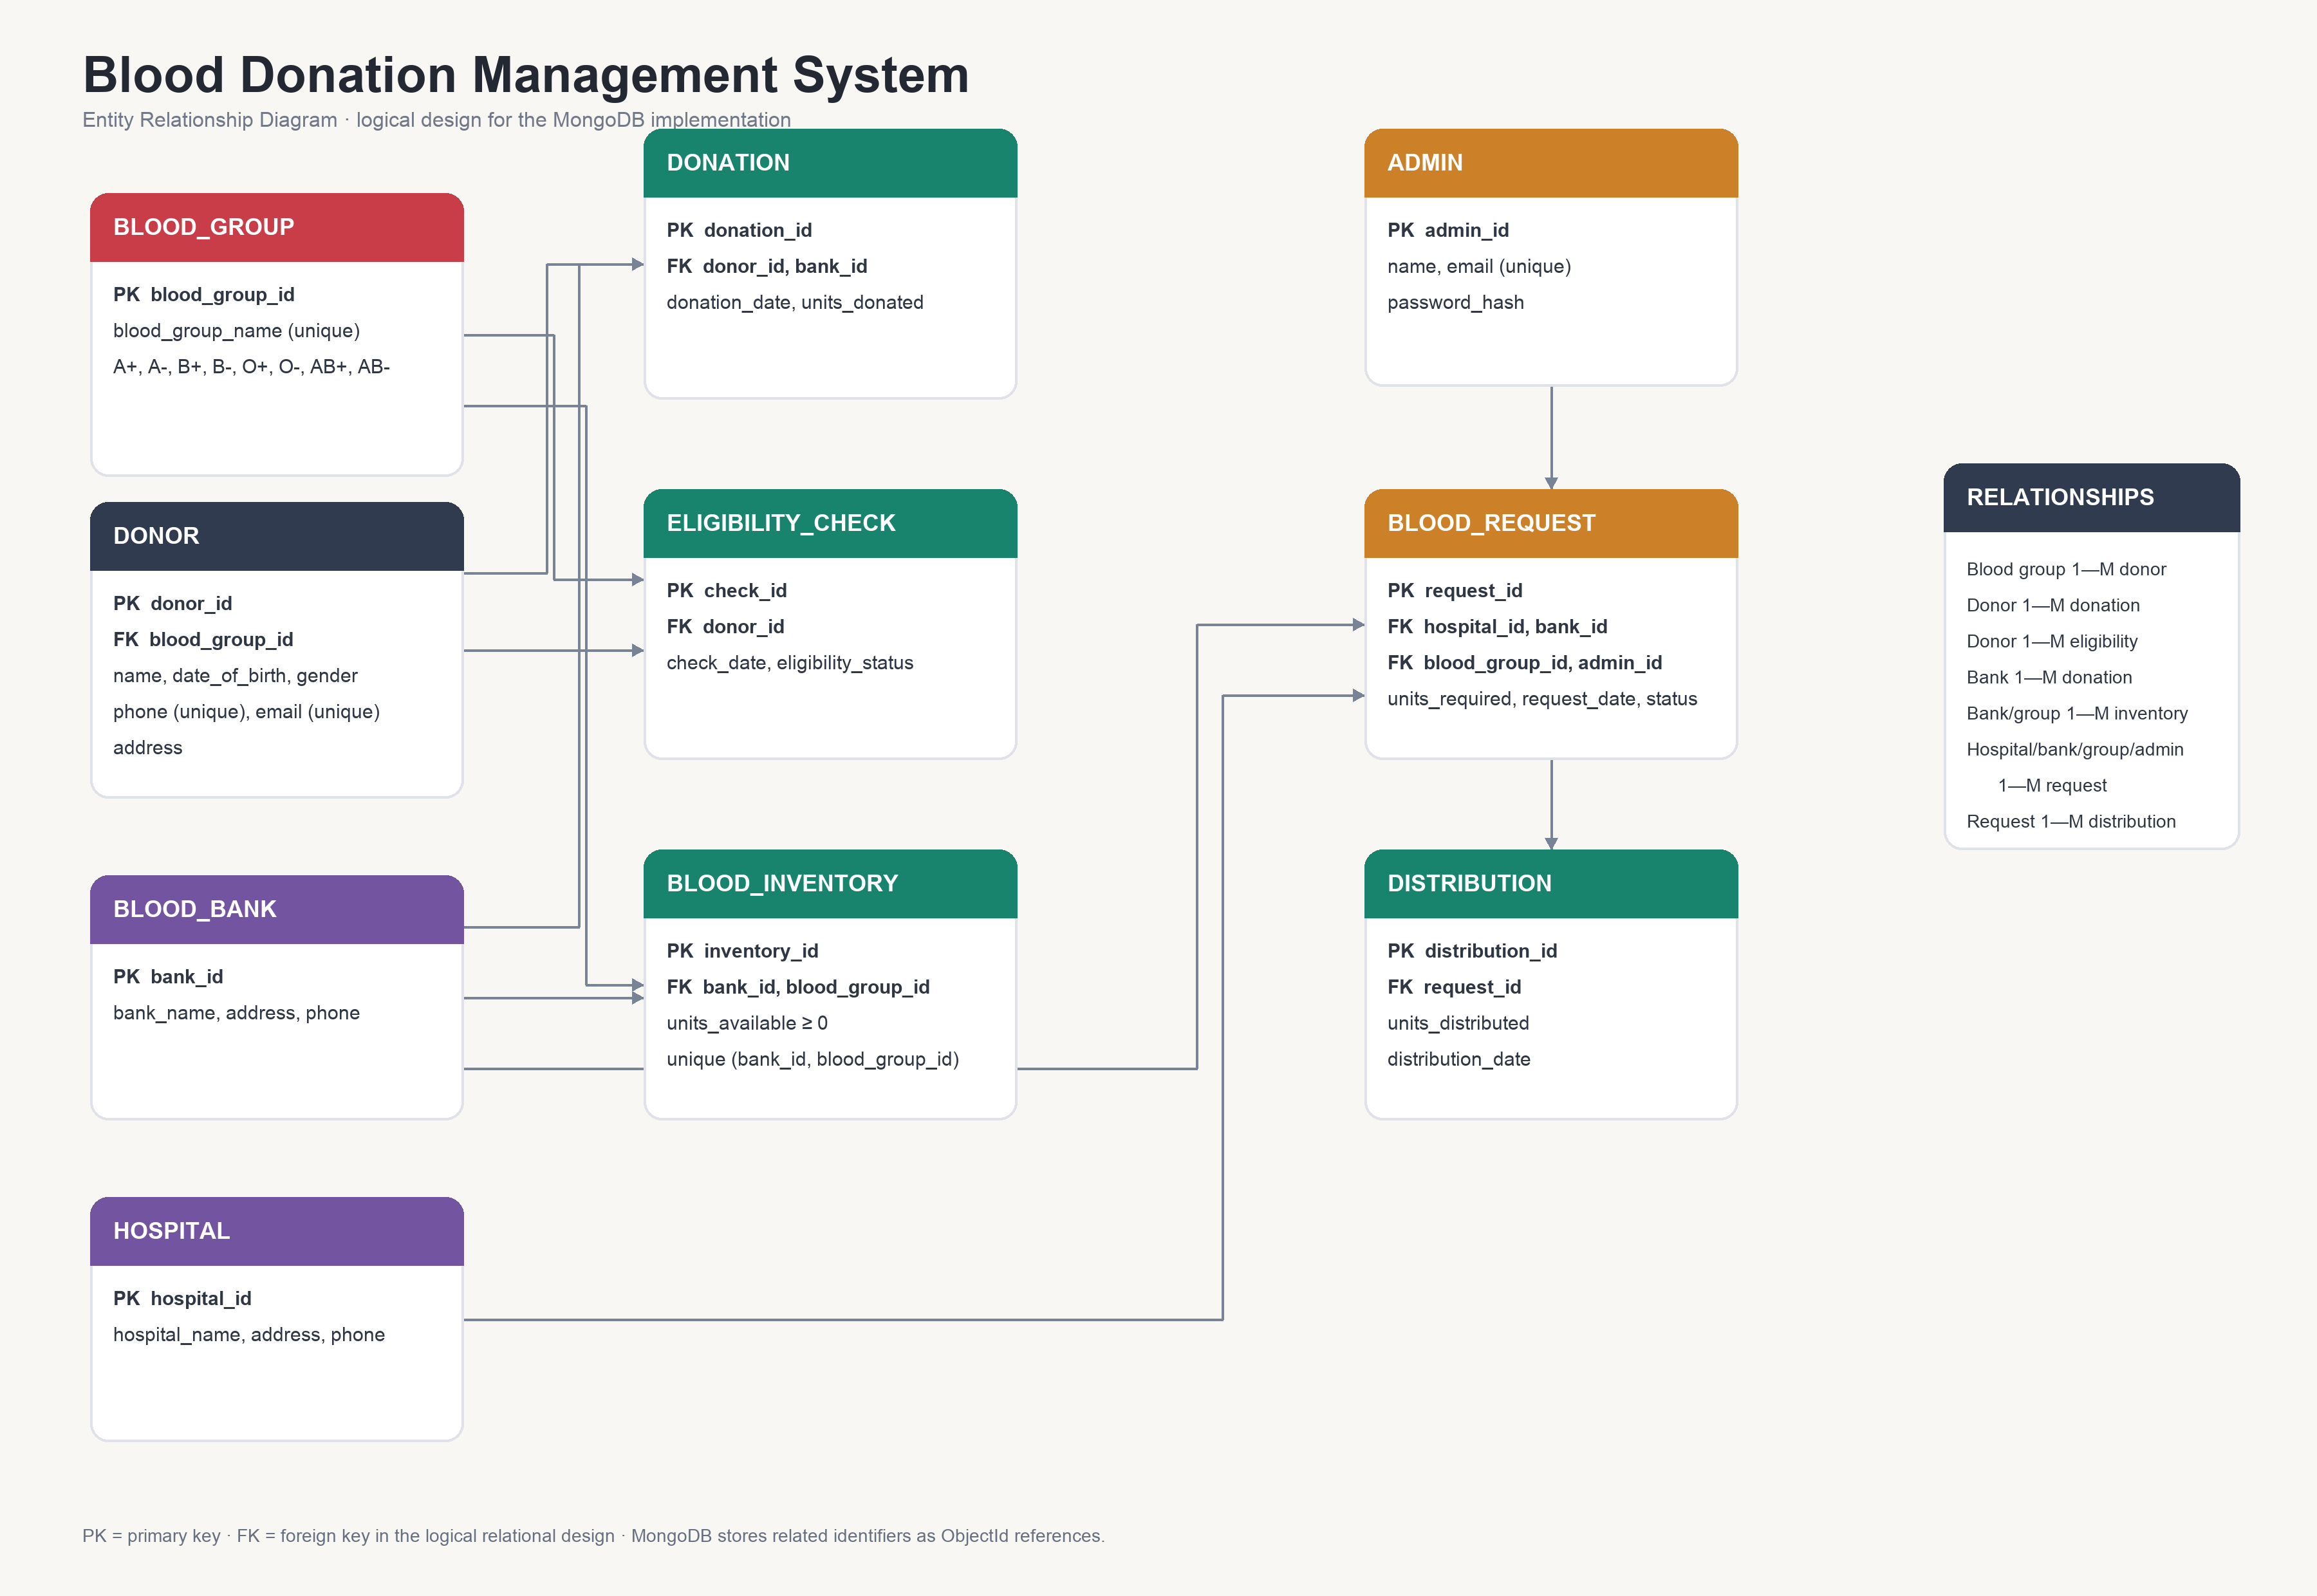 Blood Donation Management System
Entity Relationship Diagram · logical design for the MongoDB implementation
BLOOD_GROUP
PK blood_group_id
blood_group_name (unique)
A+, A-, B+, B-, O+, O-, AB+, AB-
DONOR
PK donor_id
FK blood_group_id
name, date_of_birth, gender
phone (unique), email (unique)
address
BLOOD_BANK
PK bank_id
bank_name, address, phone
HOSPITAL
PK hospital_id
hospital_name, address, phone
DONATION
PK donation_id
FK donor_id, bank_id
donation_date, units_donated
ELIGIBILITY_CHECK
PK check_id
FK donor_id
check_date, eligibility_status
BLOOD_INVENTORY
PK inventory_id
FK bank_id, blood_group_id
units_available ≥ 0
unique (bank_id, blood_group_id)
ADMIN
PK admin_id
name, email (unique)
password_hash
BLOOD_REQUEST
PK request_id
FK hospital_id, bank_id
FK blood_group_id, admin_id
units_required, request_date, status
DISTRIBUTION
PK distribution_id
FK request_id
units_distributed
distribution_date
RELATIONSHIPS
Blood group 1—M donor
Donor 1—M donation
Donor 1—M eligibility
Bank 1—M donation
Bank/group 1—M inventory
Hospital/bank/group/admin
1—M request
Request 1—M distribution
PK = primary key · FK = foreign key in the logical relational design · MongoDB stores related identifiers as ObjectId references.